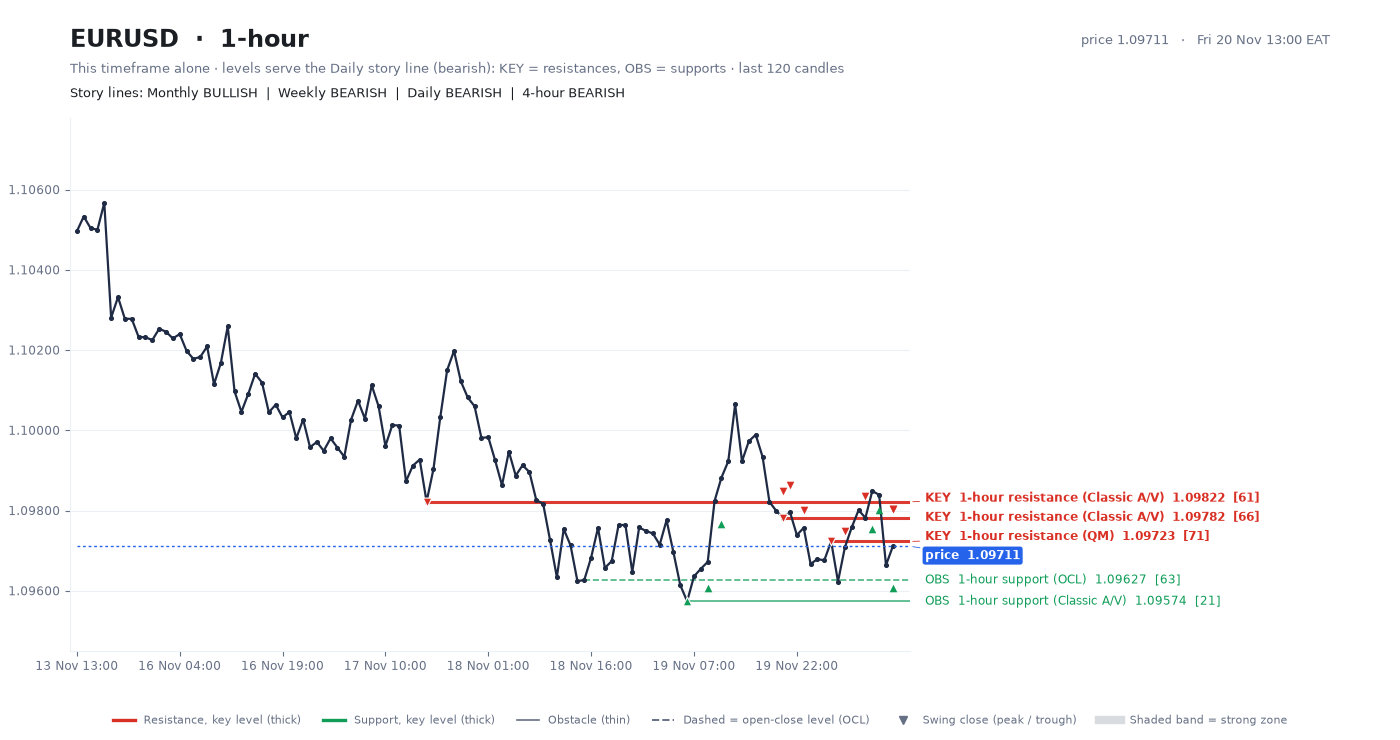 EURUSD · 1-hour
price 1.09711 · Fri 20 Nov 13:00 EAT
This timeframe alone · levels serve the Daily story line (bearish): KEY = resistances, OBS = supports · last 120 candles
Story lines: Monthly BULLISH | Weekly BEARISH | Daily BEARISH | 4-hour BEARISH
1.10600
1.10400
1.10200
1.10000
1.09800
1.09600
KEY 1-hour resistance (Classic A/V) 1.09822 [61]
KEY 1-hour resistance (Classic A/V) 1.09782 [66]
KEY 1-hour resistance (QM) 1.09723 [71]
price 1.09711
OBS 1-hour support (OCL) 1.09627 [63]
OBS 1-hour support (Classic A/V) 1.09574 [21]
13 Nov 13:00 16 Nov 04:00 16 Nov 19:00 17 Nov 10:00 18 Nov 01:00 18 Nov 16:00 19 Nov 07:00 19 Nov 22:00
Resistance, key level (thick) Support, key level (thick) Obstacle (thin) Dashed = open-close level (OCL) Swing close (peak / trough) Shaded band = strong zone